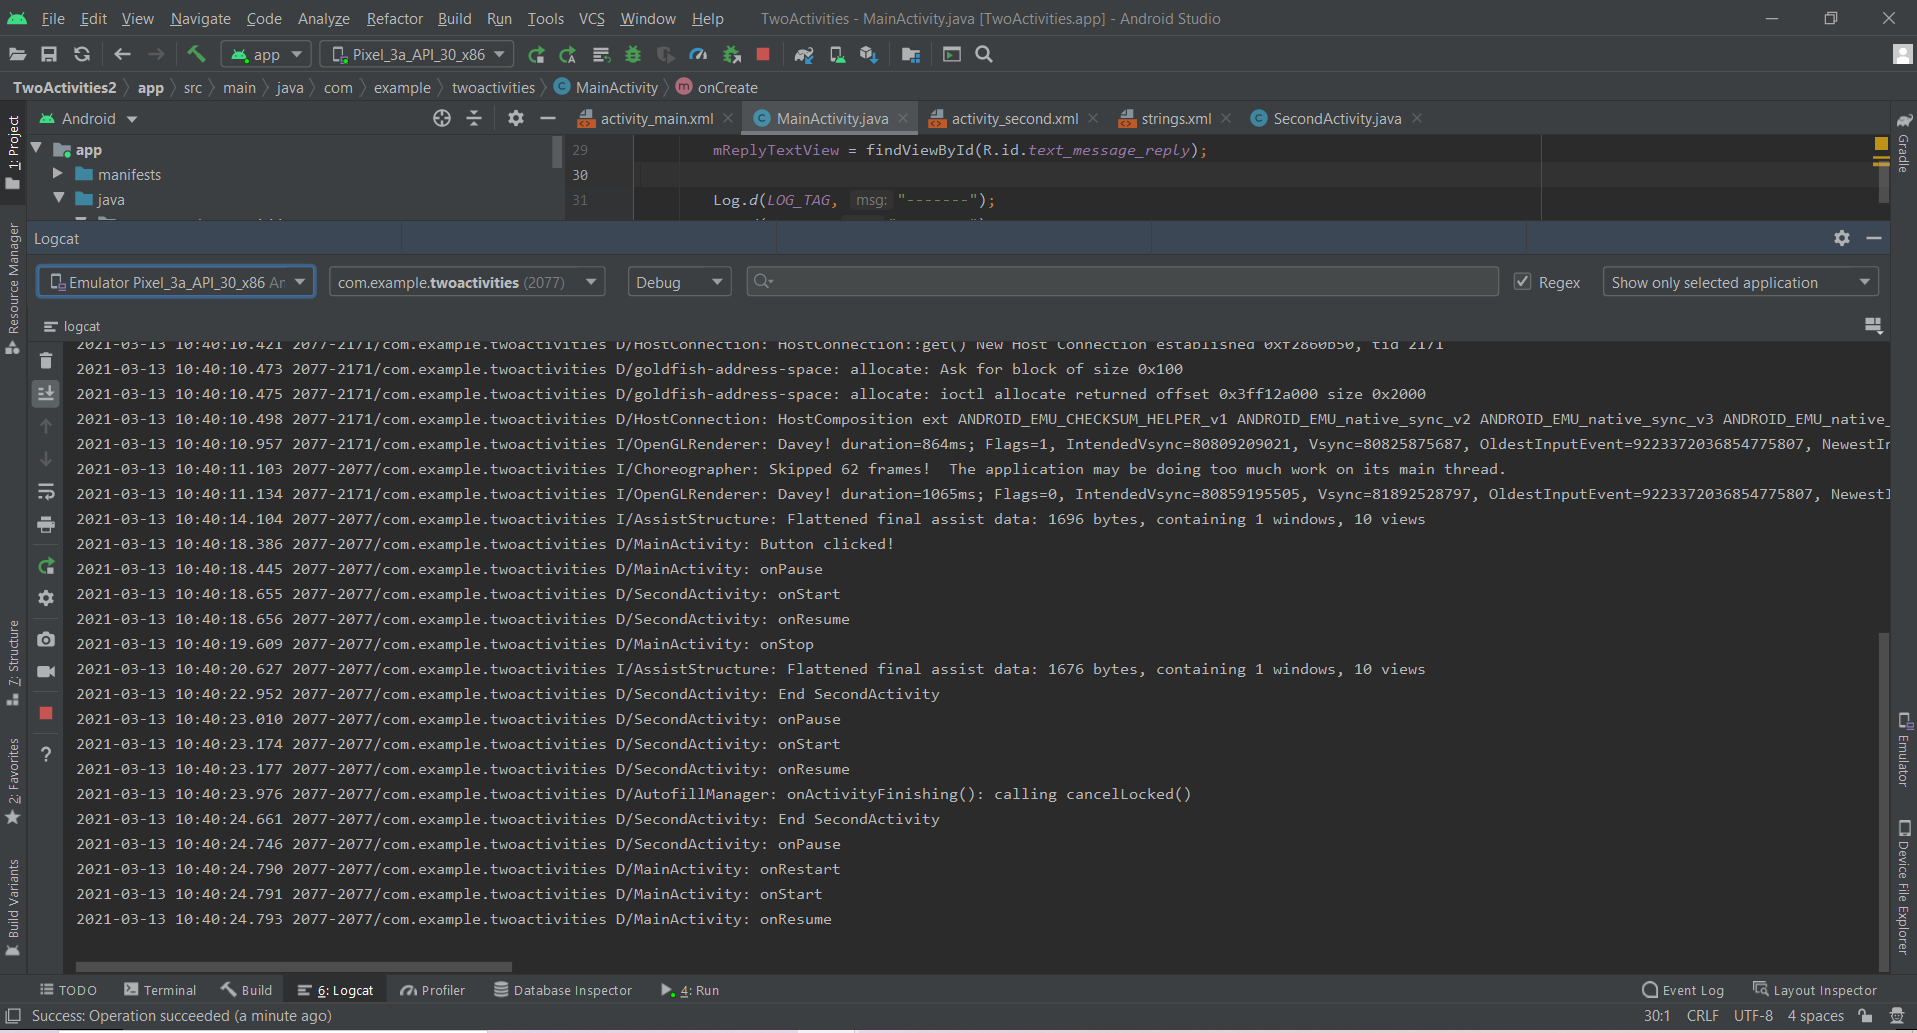 File Edit View Navigate Code Analyze Refactor Build Run Tools VCS Window Help TwoActivities - MainActivity.java [TwoActivities.app] - Android Studio
app Pixel_3a_API_30_x86
TwoActivities2 app src main java com example twoactivities MainActivity onCreate
Android activity_main.xml MainActivity.java activity_second.xml strings.xml SecondActivity.java
1: Project
Resource Manager
7: Structure
2: Favorites
Build Variants
app
manifests
java
29 mReplyTextView = findViewById(R.id.text_message_reply);
30
31 Log.d(LOG_TAG, msg: "-------");
Logcat
Emulator Pixel_3a_API_30_x86 An com.example.twoactivities (2077) Debug Regex Show only selected application
logcat
2021-03-13 10:40:10.421 2077-2171/com.example.twoactivities D/HostConnection: HostConnection::get() New Host Connection established 0xf2860b50, tid 2171
2021-03-13 10:40:10.473 2077-2171/com.example.twoactivities D/goldfish-address-space: allocate: Ask for block of size 0x100
2021-03-13 10:40:10.475 2077-2171/com.example.twoactivities D/goldfish-address-space: allocate: ioctl allocate returned offset 0x3ff12a000 size 0x2000
2021-03-13 10:40:10.498 2077-2171/com.example.twoactivities D/HostConnection: HostComposition ext ANDROID_EMU_CHECKSUM_HELPER_v1 ANDROID_EMU_native_sync_v2 ANDROID_EMU_native_sync_v3 ANDROID_EMU_native_
2021-03-13 10:40:10.957 2077-2171/com.example.twoactivities I/OpenGLRenderer: Davey! duration=864ms; Flags=1, IntendedVsync=80809209021, Vsync=80825875687, OldestInputEvent=9223372036854775807, NewestIn
2021-03-13 10:40:11.103 2077-2077/com.example.twoactivities I/Choreographer: Skipped 62 frames!  The application may be doing too much work on its main thread.
2021-03-13 10:40:11.134 2077-2171/com.example.twoactivities I/OpenGLRenderer: Davey! duration=1065ms; Flags=0, IntendedVsync=80859195505, Vsync=81892528797, OldestInputEvent=9223372036854775807, NewestI
2021-03-13 10:40:14.104 2077-2077/com.example.twoactivities I/AssistStructure: Flattened final assist data: 1696 bytes, containing 1 windows, 10 views
2021-03-13 10:40:18.386 2077-2077/com.example.twoactivities D/MainActivity: Button clicked!
2021-03-13 10:40:18.445 2077-2077/com.example.twoactivities D/MainActivity: onPause
2021-03-13 10:40:18.655 2077-2077/com.example.twoactivities D/SecondActivity: onStart
2021-03-13 10:40:18.656 2077-2077/com.example.twoactivities D/SecondActivity: onResume
2021-03-13 10:40:19.609 2077-2077/com.example.twoactivities D/MainActivity: onStop
2021-03-13 10:40:20.627 2077-2077/com.example.twoactivities I/AssistStructure: Flattened final assist data: 1676 bytes, containing 1 windows, 10 views
2021-03-13 10:40:22.952 2077-2077/com.example.twoactivities D/SecondActivity: End SecondActivity
2021-03-13 10:40:23.010 2077-2077/com.example.twoactivities D/SecondActivity: onPause
2021-03-13 10:40:23.174 2077-2077/com.example.twoactivities D/SecondActivity: onStart
2021-03-13 10:40:23.177 2077-2077/com.example.twoactivities D/SecondActivity: onResume
2021-03-13 10:40:23.976 2077-2077/com.example.twoactivities D/AutofillManager: onActivityFinishing(): calling cancelLocked()
2021-03-13 10:40:24.661 2077-2077/com.example.twoactivities D/SecondActivity: End SecondActivity
2021-03-13 10:40:24.746 2077-2077/com.example.twoactivities D/SecondActivity: onPause
2021-03-13 10:40:24.790 2077-2077/com.example.twoactivities D/MainActivity: onRestart
2021-03-13 10:40:24.791 2077-2077/com.example.twoactivities D/MainActivity: onStart
2021-03-13 10:40:24.793 2077-2077/com.example.twoactivities D/MainActivity: onResume
Gradle
Emulator
Device File Explorer
TODO Terminal Build 6: Logcat Profiler Database Inspector 4: Run Event Log Layout Inspector
Success: Operation succeeded (a minute ago) 30:1 CRLF UTF-8 4 spaces